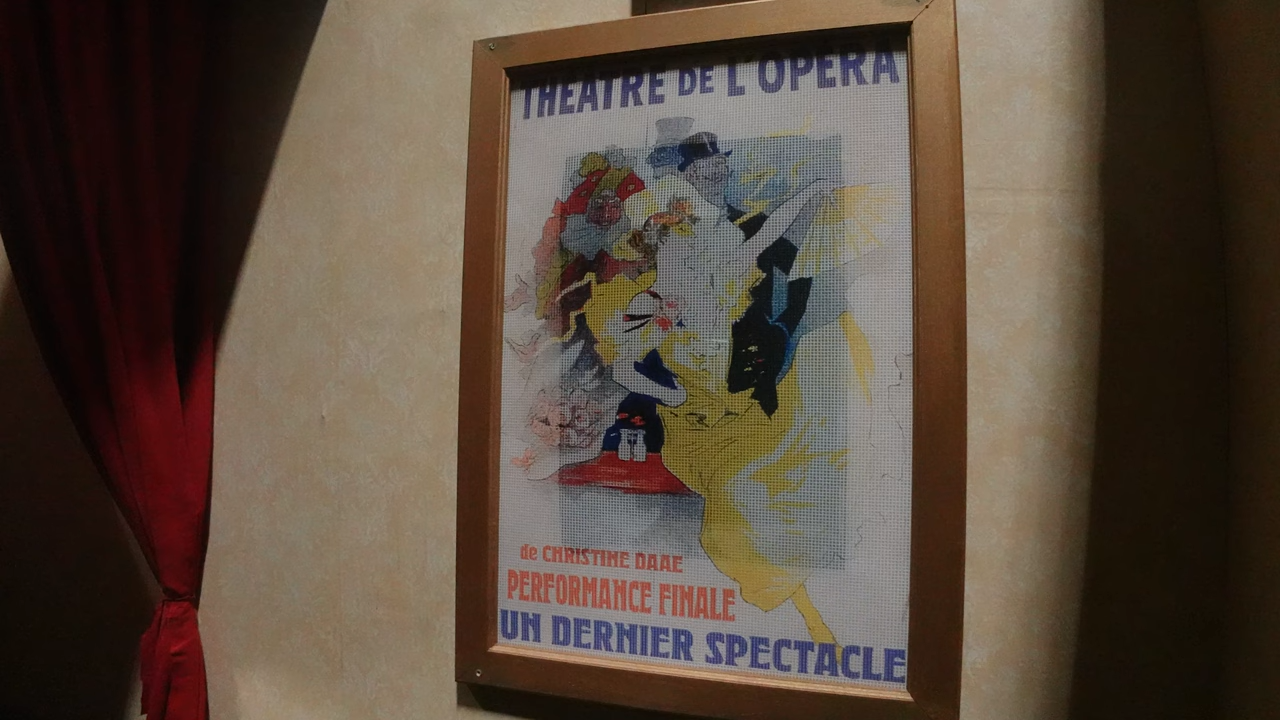 THEATRE DE L'OPERA
de CHRISTINE DAAE
PERFORMANCE FINALE
UN DERNIER SPECTACLE